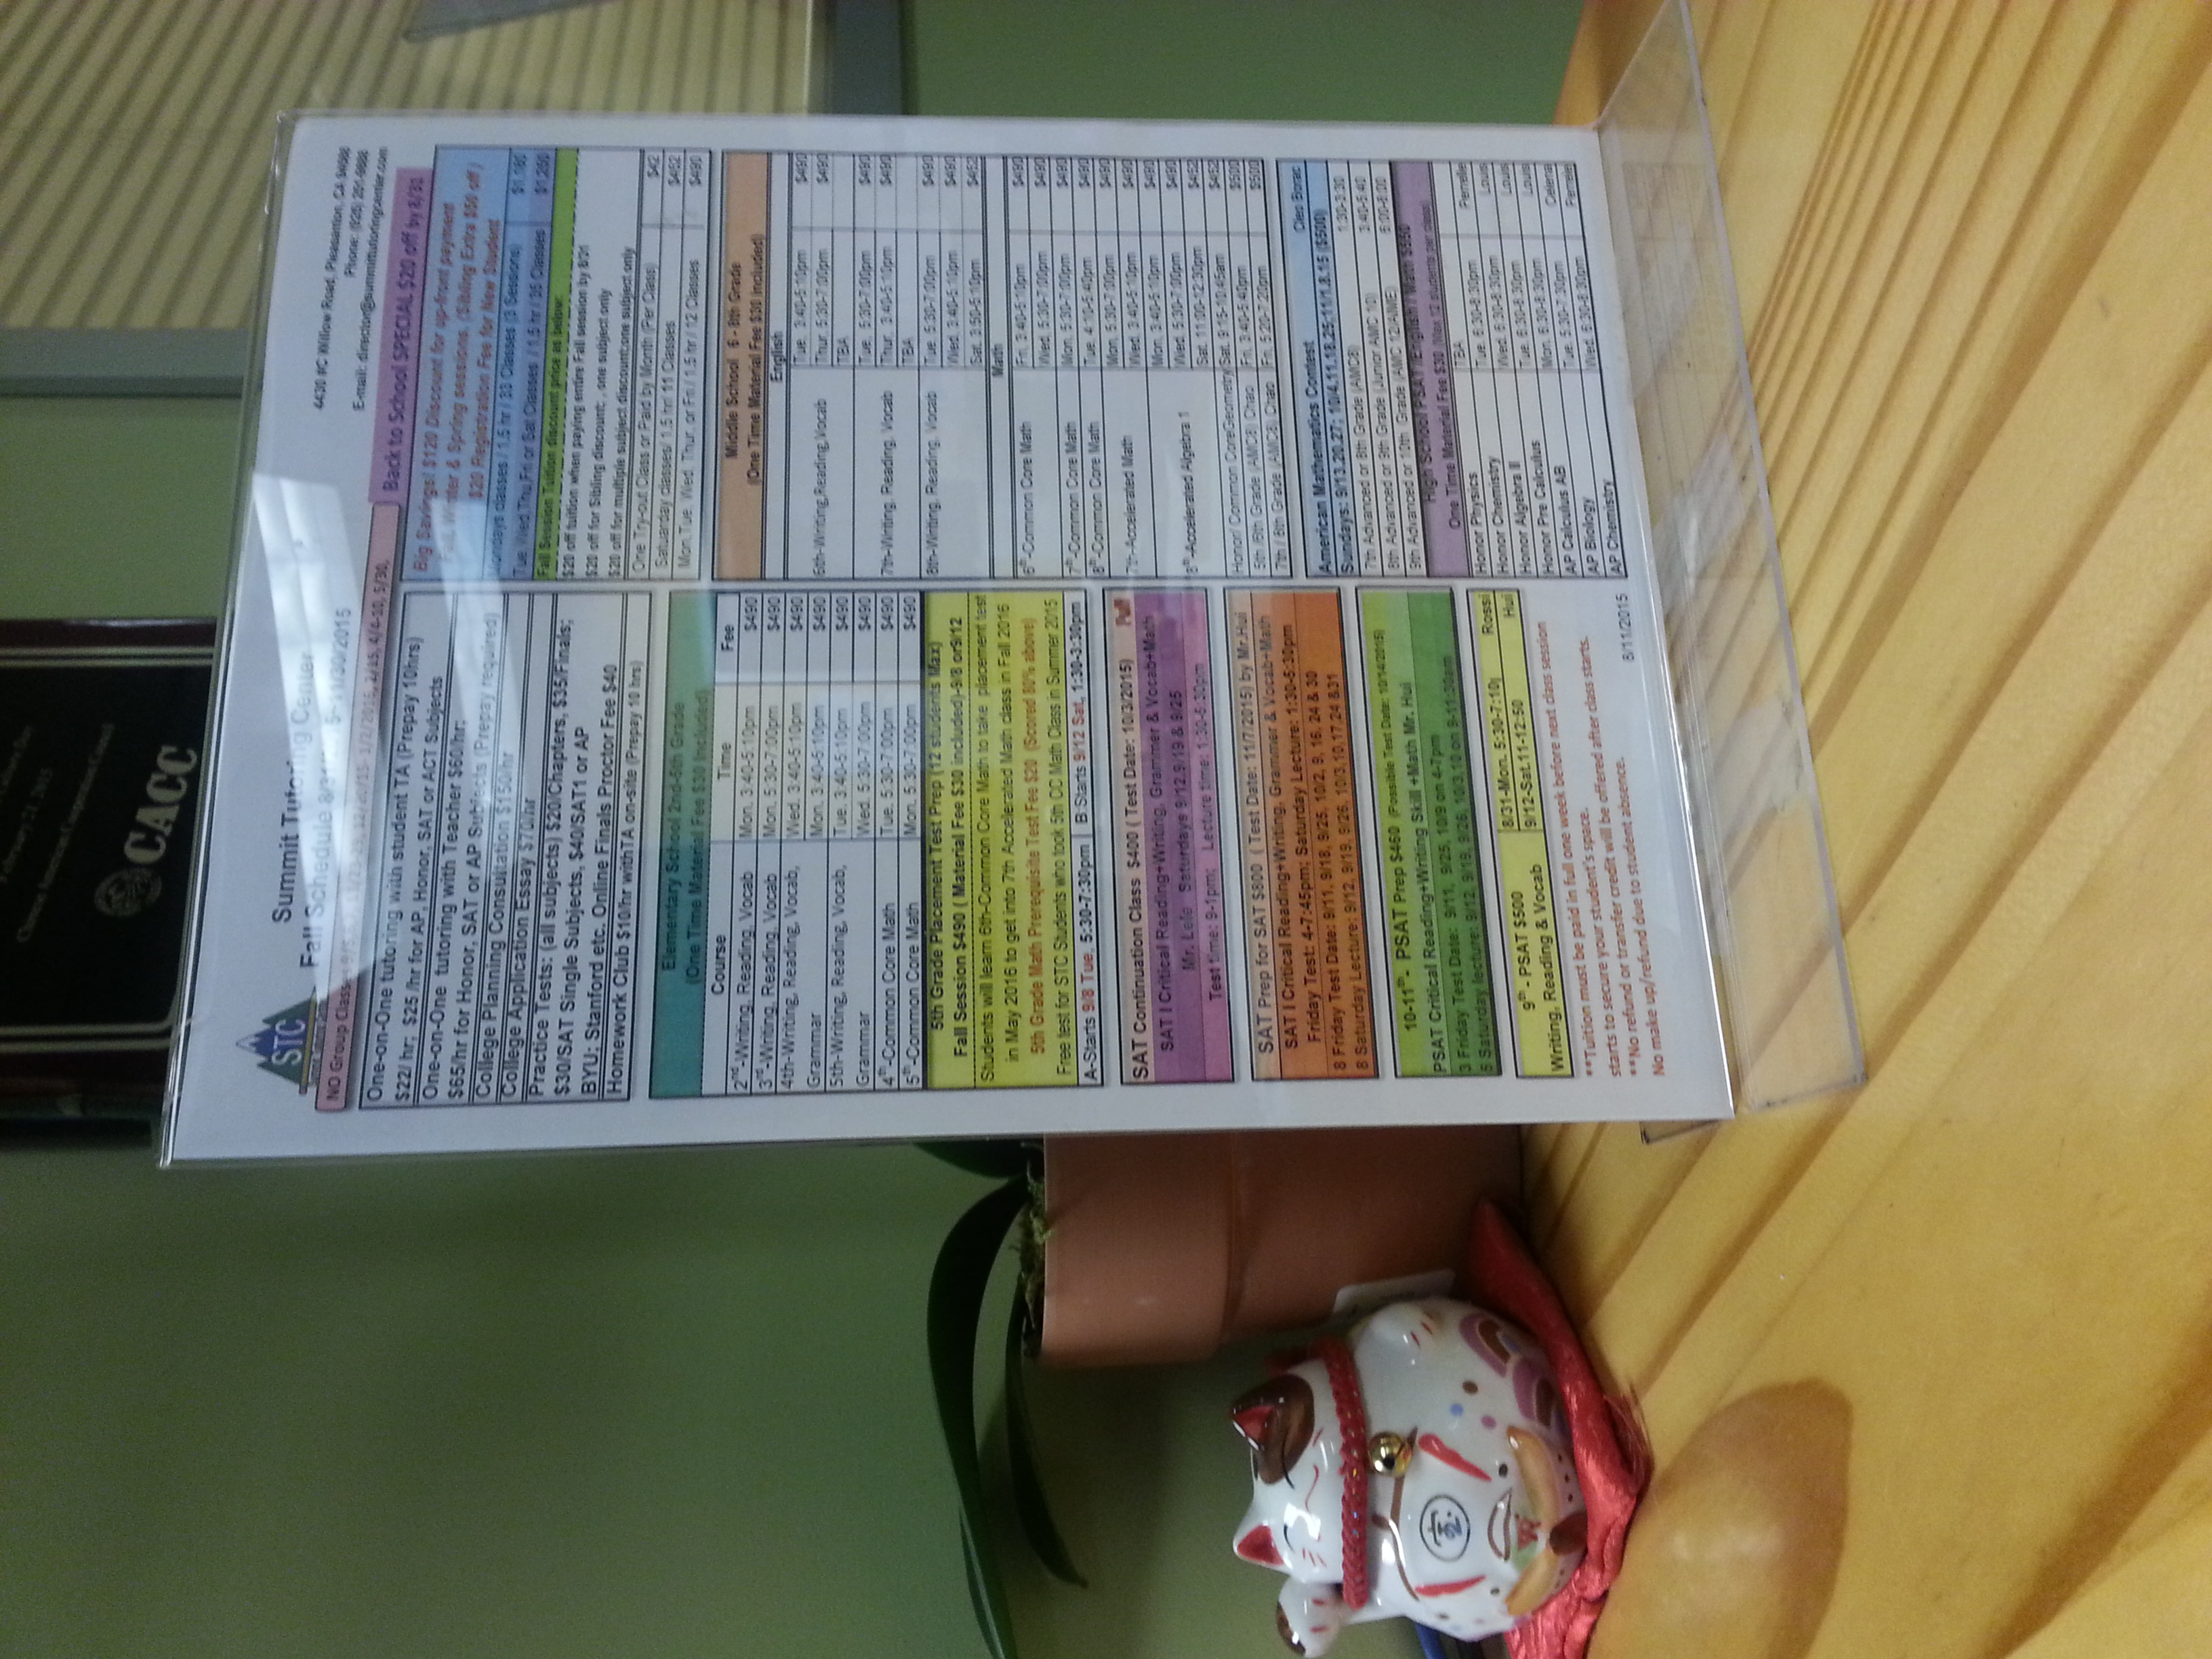 February 21, 2015
Chinese American Cooperation Council
CACC
STC
Summit Tutoring Center
Fall Schedule 8/31/2015~11/30/2015
4430 #C Willow Road, Pleasanton, CA 94588
Phone: (925) 251-9888
E-mail: director@summittutoringcenter.com
NO Group Classes 12/20/15- 1/2/2016, 2/15, 4/4-10, 5/30,
Back to School SPECIAL $20 off by 8/31
One-on-One tutoring with student TA (Prepay 10hrs)
$22/ hr; $25 /hr for AP, Honor, SAT or ACT Subjects
One-on-One tutoring with Teacher $60/hr;
$65/hr for Honor, SAT or AP Subjects (Prepay required)
College Planning Consultation $150/hr
College Application Essay $70/hr
Practice Tests: (all subjects) $20/Chapters, $35/Finals;
$30/SAT Single Subjects, $40/SAT1 or AP
BYU; Stanford etc. Online Finals Proctor Fee $40
Homework Club $10/hr withTA on-site (Prepay 10 hrs)
Elementary School 2nd-5th Grade
(One Time Material Fee $30 Included)
Course Time Fee
2nd-Writing, Reading, Vocab Mon. 3:40-5:10pm $490
3rd-Writing, Reading, Vocab Mon. 5:30-7:00pm $490
4th-Writing, Reading, Vocab, Wed. 3:40-5:10pm $490
Grammar Mon. 3:40-5:10pm $490
5th-Writing, Reading, Vocab, Tue. 3:40-5:10pm $490
Grammar Wed. 5:30-7:00pm $490
4th-Common Core Math Tue. 5:30-7:00pm $490
5th-Common Core Math Mon. 5:30-7:00pm $490
5th Grade Placement Test Prep (12 students Max)
Fall Session $490 ( Material Fee $30 included)-9/8 or9/12
Students will learn 6th-Common Core Math to take placement test
in May 2016 to get into 7th Accelerated Math class in Fall 2016
5th Grade Math Prerequisite Test Fee $20 (Scored 80% above)
Free test for STC Students who took 5th CC Math Class in Summer 2015
A-Starts 9/8 Tue, 5:30-7:30pm B:Starts 9/12 Sat, 1:30-3:30pm
SAT Continuation Class $400 ( Test Date: 10/3/2015) Full
SAT I Critical Reading+Writing, Grammer & Vocab+Math
Mr. Lele Saturdays 9/12,9/19 & 9/25
Test time: 9-1pm; Lecture time: 1:30-5:30pm
SAT Prep for SAT $800 ( Test Date: 11/7/2015) by Mr.Hui
SAT I Critical Reading+Writing, Grammer & Vocab+Math
Friday Test: 4-7:45pm; Saturday Lecture: 1:30-5:30pm
8 Friday Test Date: 9/11, 9/18, 9/25, 10/2, 9, 16, 24 & 30
8 Saturday Lecture: 9/12, 9/19, 9/26, 10/3,10,17,24 &31
10-11th- PSAT Prep $460 (Possible Test Date: 10/14/2015)
PSAT Critical Reading+Writing Skill +Math Mr. Hui
3 Friday Test Date: 9/11, 9/25, 10/9 on 4-7pm
5 Saturday lecture: 9/12, 9/19, 9/26, 10/3,10 on 9-11:30am
9th - PSAT $500 8/31-Mon. 5:30-7:10 Rossi
Writing, Reading & Vocab 9/12-Sat.11-12:50 Hui
**Tuition must be paid in full one week before next class session
starts to secure your student's space.
**No refund or transfer credit will be offered after class starts.
No make up/refund due to student absence.
8/11/2015
Big Savings! $120 Discount for up-front payment
Fall, Winter & Spring sessions. (Sibling Extra $50 off )
$20 Registration Fee for New Student
Mondays classes / 1.5 hr / 33 Classes (3 Sessions) $1,180
Tue,Wed,Thu,Fri or Sat Classes / 1.5 hr / 35 Classes $1,250
Fall Session Tuition discount price as below:
$20 off tuition when paying entire Fall session by 8/31
$20 off for Sibling discount; , one subject only
$20 off for multiple subject discount;one subject only
One Try-out Class or Paid by Month (Per Class) $42
Satuarday classes/ 1.5 hr/ 11 Classes $452
Mon,Tue, Wed, Thur, or Fri / 1.5 hr / 12 Classes $490
Middle School 6 - 8th Grade
(One Time Material Fee $30 Included)
English
Tue, 3:40-5:10pm $490
6th-Writing,Reading,Vocab Thur. 5:30-7:00pm $490
TBA
Tue, 5:30-7:00pm $490
7th-Writing, Reading, Vocab Thur, 3:40-5:10pm $490
TBA
8th-Writing, Reading, Vocab Tue, 5:30-7:00pm $490
Wed, 3:40-5:10pm $490
Sat, 3:50-5:10pm $452
Math
6th-Common Core Math Fri, 3:40-5:10pm $490
Wed, 5:30-7:00pm $490
7th-Common Core Math Mon, 5:30-7:00pm $490
8th-Common Core Math Tue, 4:10-5:40pm $490
Mon, 5:30-7:00pm $490
7th-Accelerated Math Wed, 3:40-5:10pm $490
Mon, 3:40-5:10pm $490
8th-Accelerated Algebra 1 Wed, 5:30-7:00pm $490
Sat, 11:00-12:30pm $452
Honor/ Common CoreGeometry Sat, 9:15-10:45am $452
5th /6th Grade (AMC8) Chao Fri, 3:40-5:40pm $500
7th / 8th Grade (AMC8) Chao Fri, 5:20-7:20pm $500
American Mathematics Contest Cleo Borac
Sundays: 9/13,20,27; 10/4,11,18,25;11/1,8,15 ($500)
7th Advanced or 8th Grade (AMC8) 1:30-3:30
8th Advanced or 9th Grade (Junior AMC 10) 3:40-5:40
9th Advanced or 10th Grade (AMC 12/AIME) 6:00-8:00
High School PSAT /English / Math $550
One Time Material Fee $30 (Max 12 students per class)
Honor Physics TBA
Honor Chemistry Tue, 6:30-8:30pm
Honor Algebra II Wed, 6:30-8:30pm Louis
Honor Pre Calculus Tue, 6:30-8:30pm Louis
AP Calculus AB Mon, 6:30-8:30pm Louis
AP Biology Tue, 5:30-7:30pm
AP Chemistry Wed, 6:30-8:30pm